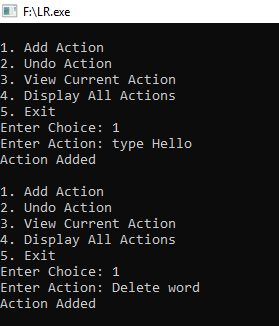 F:\LR.exe
1. Add Action
2. Undo Action
3. View Current Action
4. Display All Actions
5. Exit
Enter Choice: 1
Enter Action: type Hello
Action Added
1. Add Action
2. Undo Action
3. View Current Action
4. Display All Actions
5. Exit
Enter Choice: 1
Enter Action: Delete word
Action Added